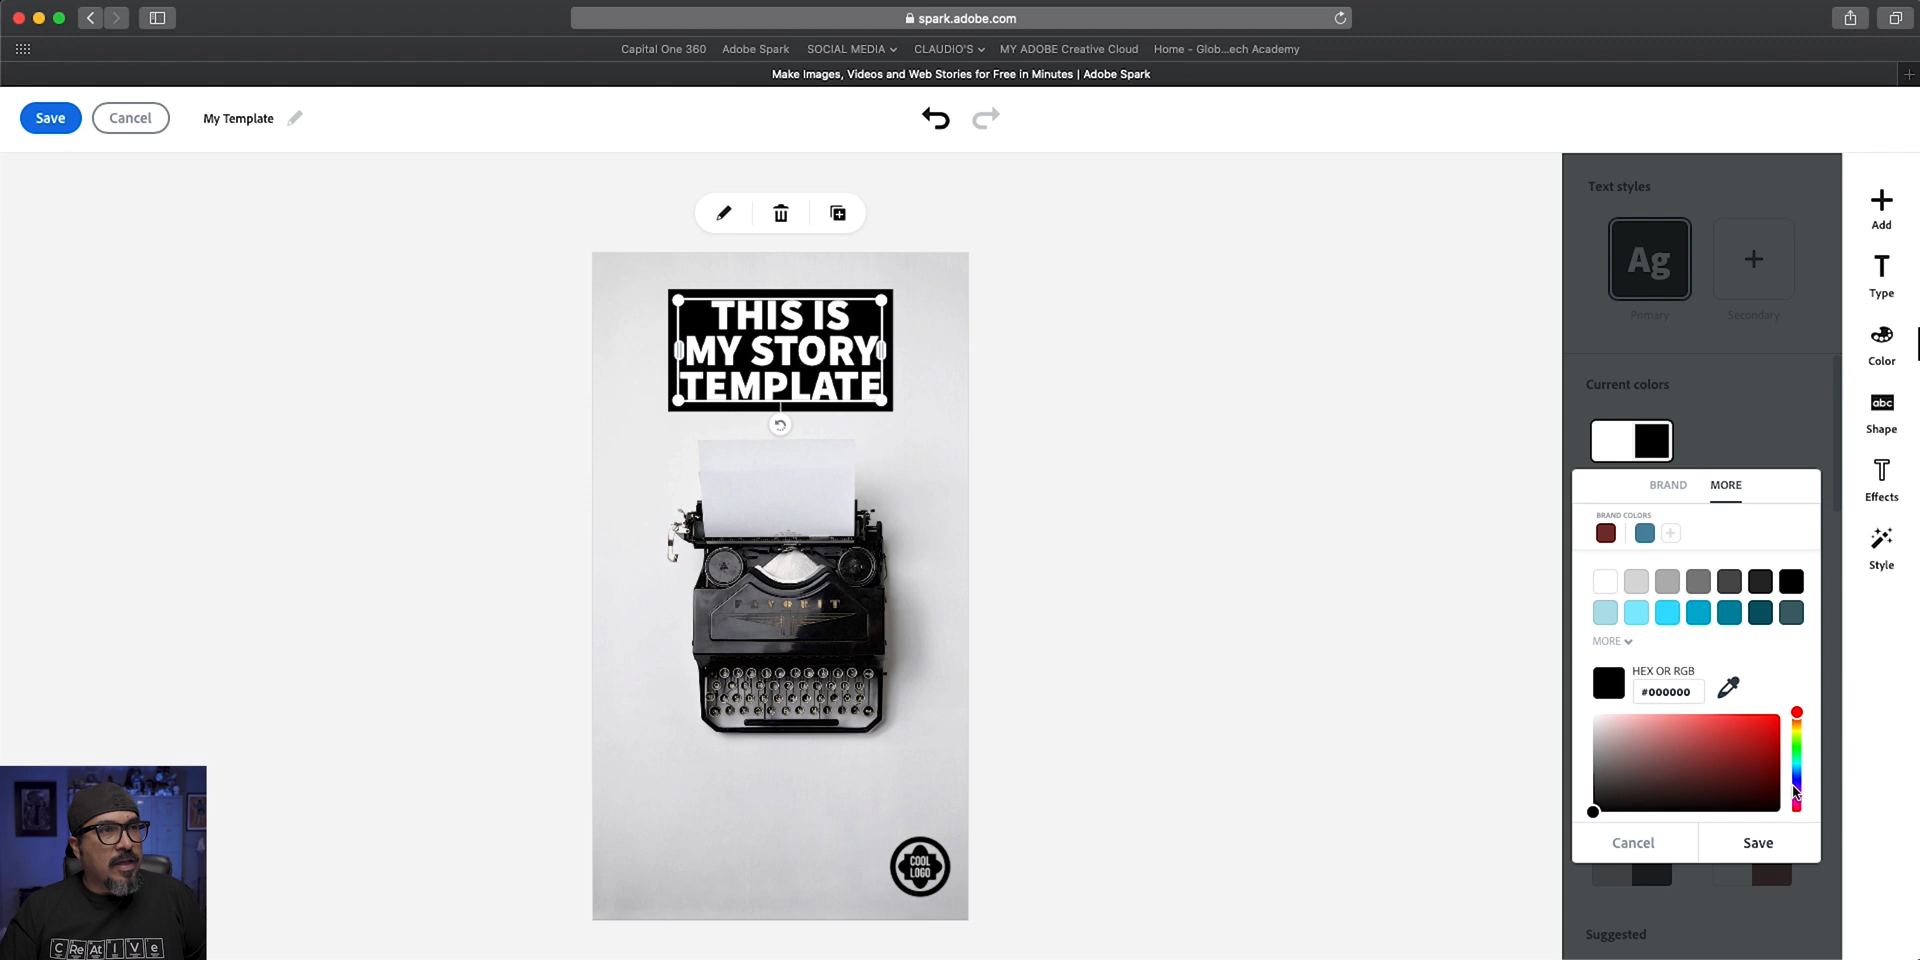 spark.adobe.com
Capital One 360
Adobe Spark
SOCIAL MEDIA
CLAUDIO'S
MY ADOBE Creative Cloud
Home - Glob...ech Academy
Make Images, Videos and Web Stories for Free in Minutes | Adobe Spark
Save
Cancel
My Template
THIS IS
MY STORY
TEMPLATE
FAVORIT
COOL
LOGO
CReAtIVe
Text styles
Ag
Primary
Secondary
Current colors
BRAND
MORE
BRAND COLORS
MORE
HEX OR RGB
#000000
Cancel
Save
Suggested
Add
T
Type
Color
abc
Shape
T
Effects
Style